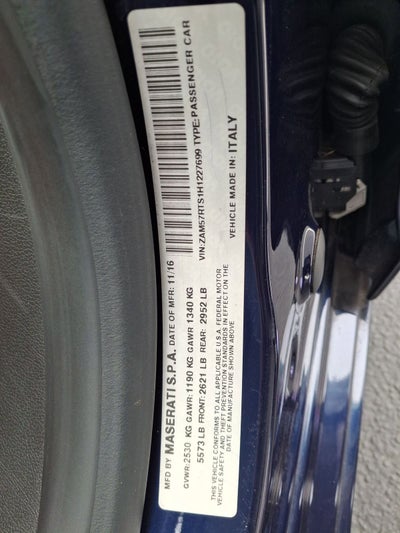 MFD BY MASERATI S.P.A. DATE OF MFR: 11/16
GVWR: 2530 KG GAWR: 1190 KG GAWR 1340 KG
5573 LB FRONT: 2621 LB REAR: 2952 LB
THIS VEHICLE CONFORMS TO ALL APPLICABLE U.S.A. FEDERAL MOTOR
VEHICLE SAFETY AND THEFT PREVENTION STANDARDS IN EFFECT ON THE
DATE OF MANUFACTURE SHOWN ABOVE
VIN: ZAM57RTS1H1227699 TYPE: PASSENGER CAR
VEHICLE MADE IN: ITALY